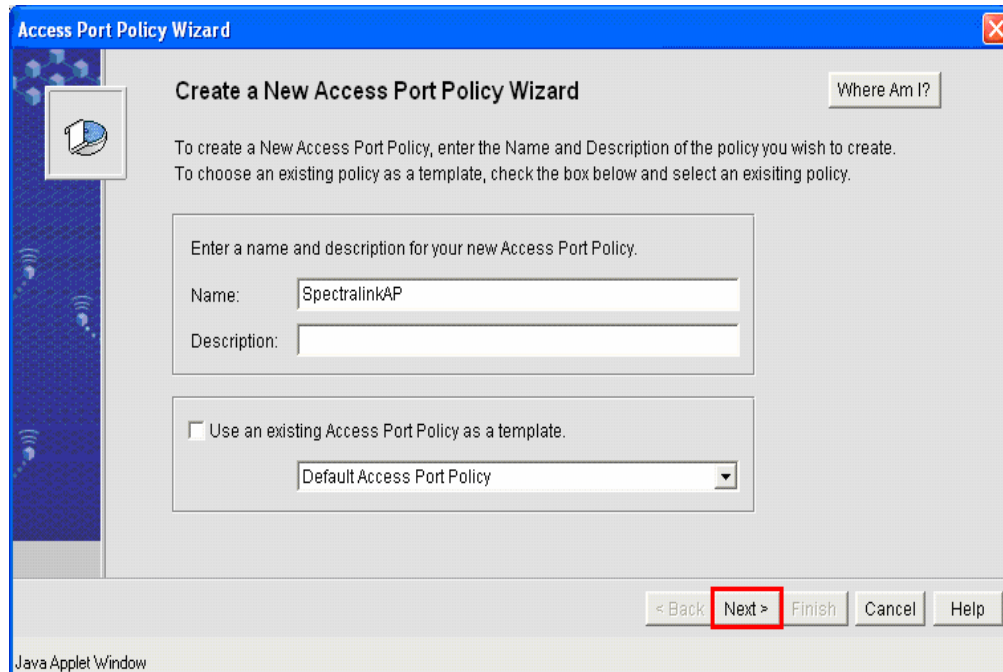 Access Port Policy Wizard
Create a New Access Port Policy Wizard
Where Am I?
To create a New Access Port Policy, enter the Name and Description of the policy you wish to create.
To choose an existing policy as a template, check the box below and select an exisiting policy.
Enter a name and description for your new Access Port Policy.
Name:
SpectralinkAP
Description:
Use an existing Access Port Policy as a template.
Default Access Port Policy
< Back
Next >
Finish
Cancel
Help
Java Applet Window